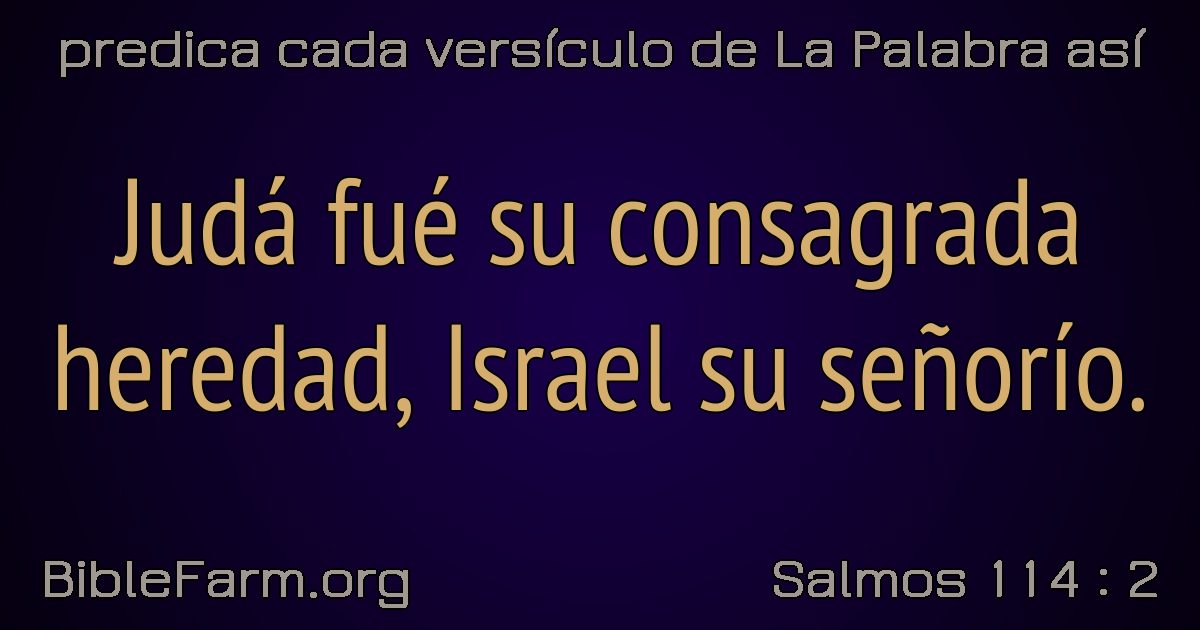 predica cada versículo de La Palabra así
Judá fué su consagrada
heredad, Israel su señorío.
BibleFarm.org
Salmos 114 : 2